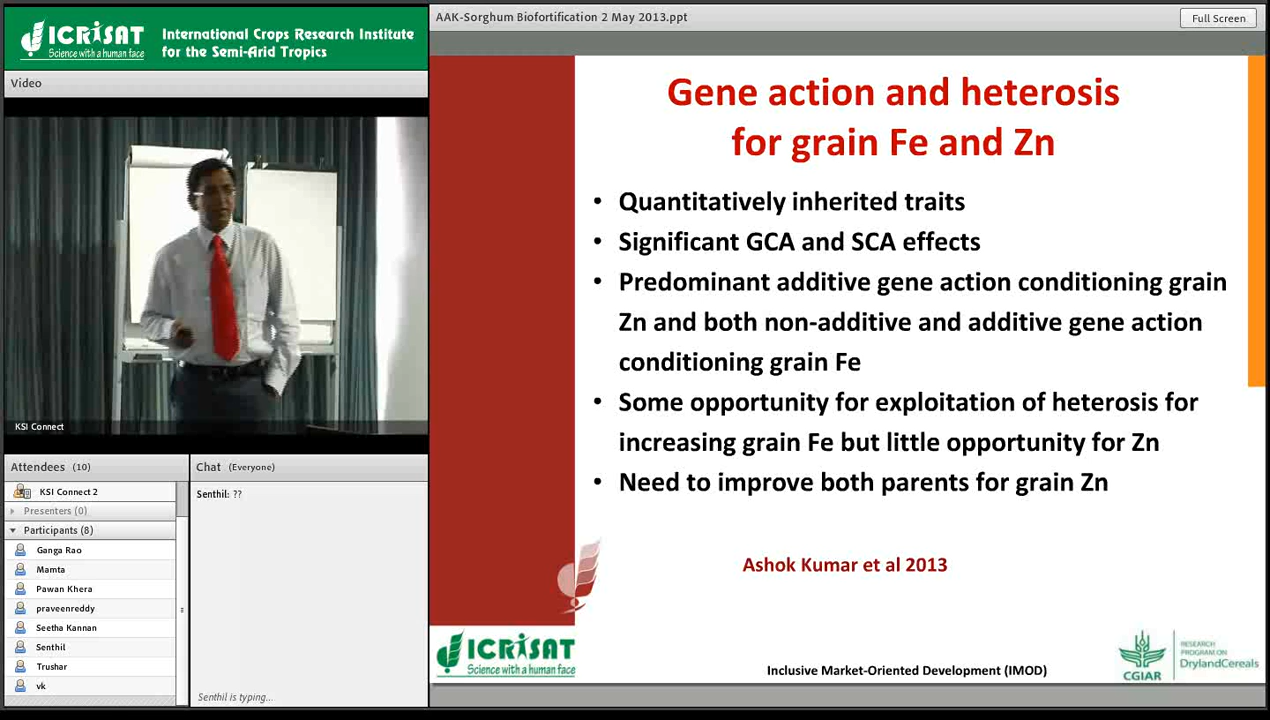 ICRISAT
Science with a human face
International Crops Research Institute
for the Semi-Arid Tropics
Video
KSI Connect
Attendees (10)
KSI Connect 2
Presenters (0)
Participants (8)
Ganga Rao
Mamta
Pawan Khera
praveenreddy
Seetha Kannan
Senthil
Trushar
vk
Chat (Everyone)
Senthil: ??
Senthil is typing...
AAK-Sorghum Biofortification 2 May 2013.ppt
Full Screen
Gene action and heterosis
for grain Fe and Zn
• Quantitatively inherited traits
• Significant GCA and SCA effects
• Predominant additive gene action conditioning grain
Zn and both non-additive and additive gene action
conditioning grain Fe
• Some opportunity for exploitation of heterosis for
increasing grain Fe but little opportunity for Zn
• Need to improve both parents for grain Zn
Ashok Kumar et al 2013
ICRISAT
Science with a human face
Inclusive Market-Oriented Development (IMOD)
CGIAR
RESEARCH
PROGRAM ON
DrylandCereals